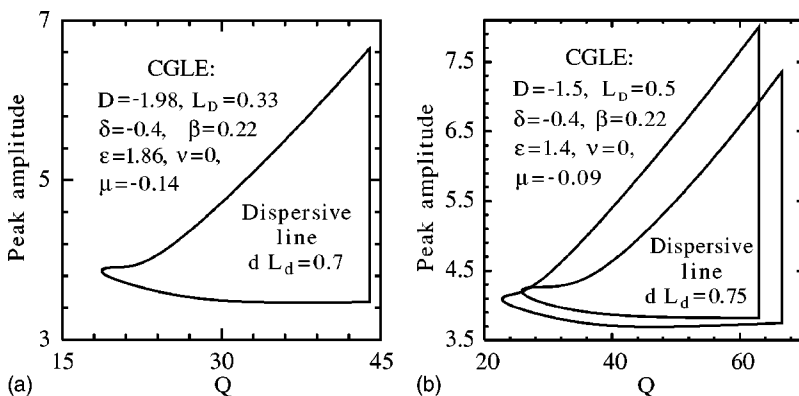 7
5
3
15
30
45
Peak amplitude
Q
(a)
CGLE:
D=-1.98, L_D=0.33
δ=-0.4, β=0.22
ε=1.86, ν=0,
μ=-0.14
Dispersive
line
d L_d=0.7
7.5
6.5
5.5
4.5
3.5
20
40
60
Peak amplitude
Q
(b)
CGLE:
D=-1.5, L_D=0.5
δ=-0.4, β=0.22
ε=1.4, ν=0,
μ=-0.09
Dispersive
line
d L_d=0.75